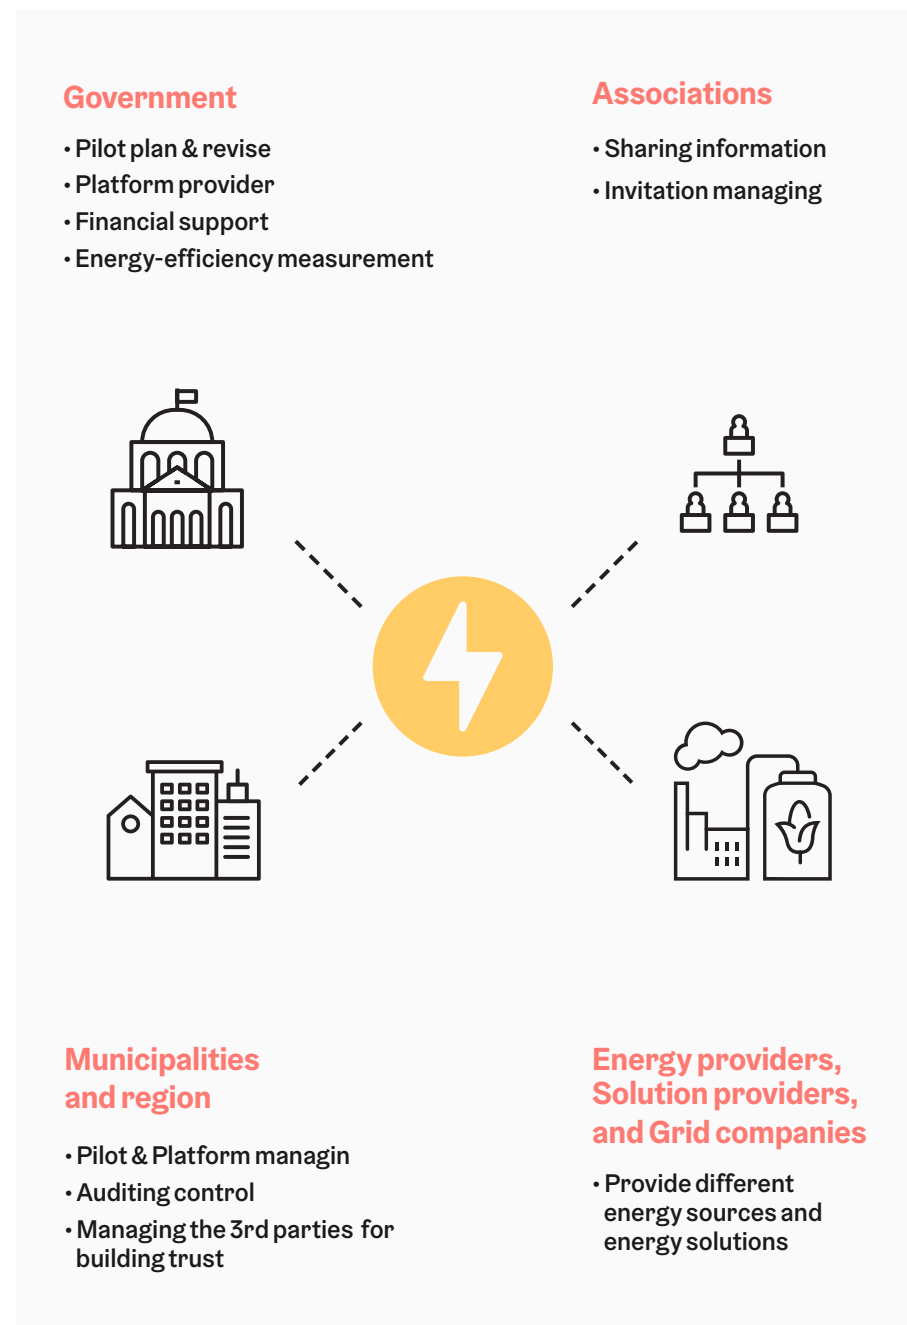 Government
• Pilot plan & revise
• Platform provider
• Financial support
• Energy-efficiency measurement
Associations
• Sharing information
• Invitation managing
Municipalities
and region
• Pilot & Platform managin
• Auditing control
• Managing the 3rd parties for
building trust
Energy providers,
Solution providers,
and Grid companies
• Provide different
energy sources and
energy solutions